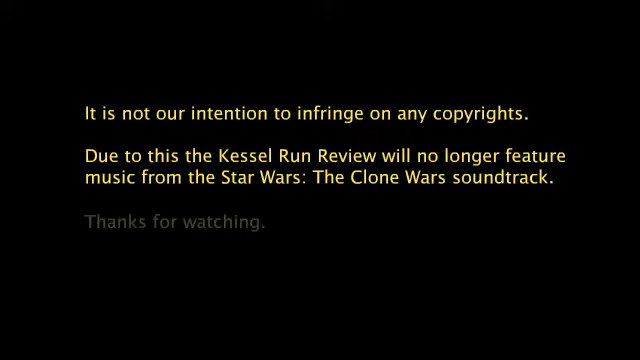 It is not our intention to infringe on any copyrights.
Due to this the Kessel Run Review will no longer feature
music from the Star Wars: The Clone Wars soundtrack.
Thanks for watching.